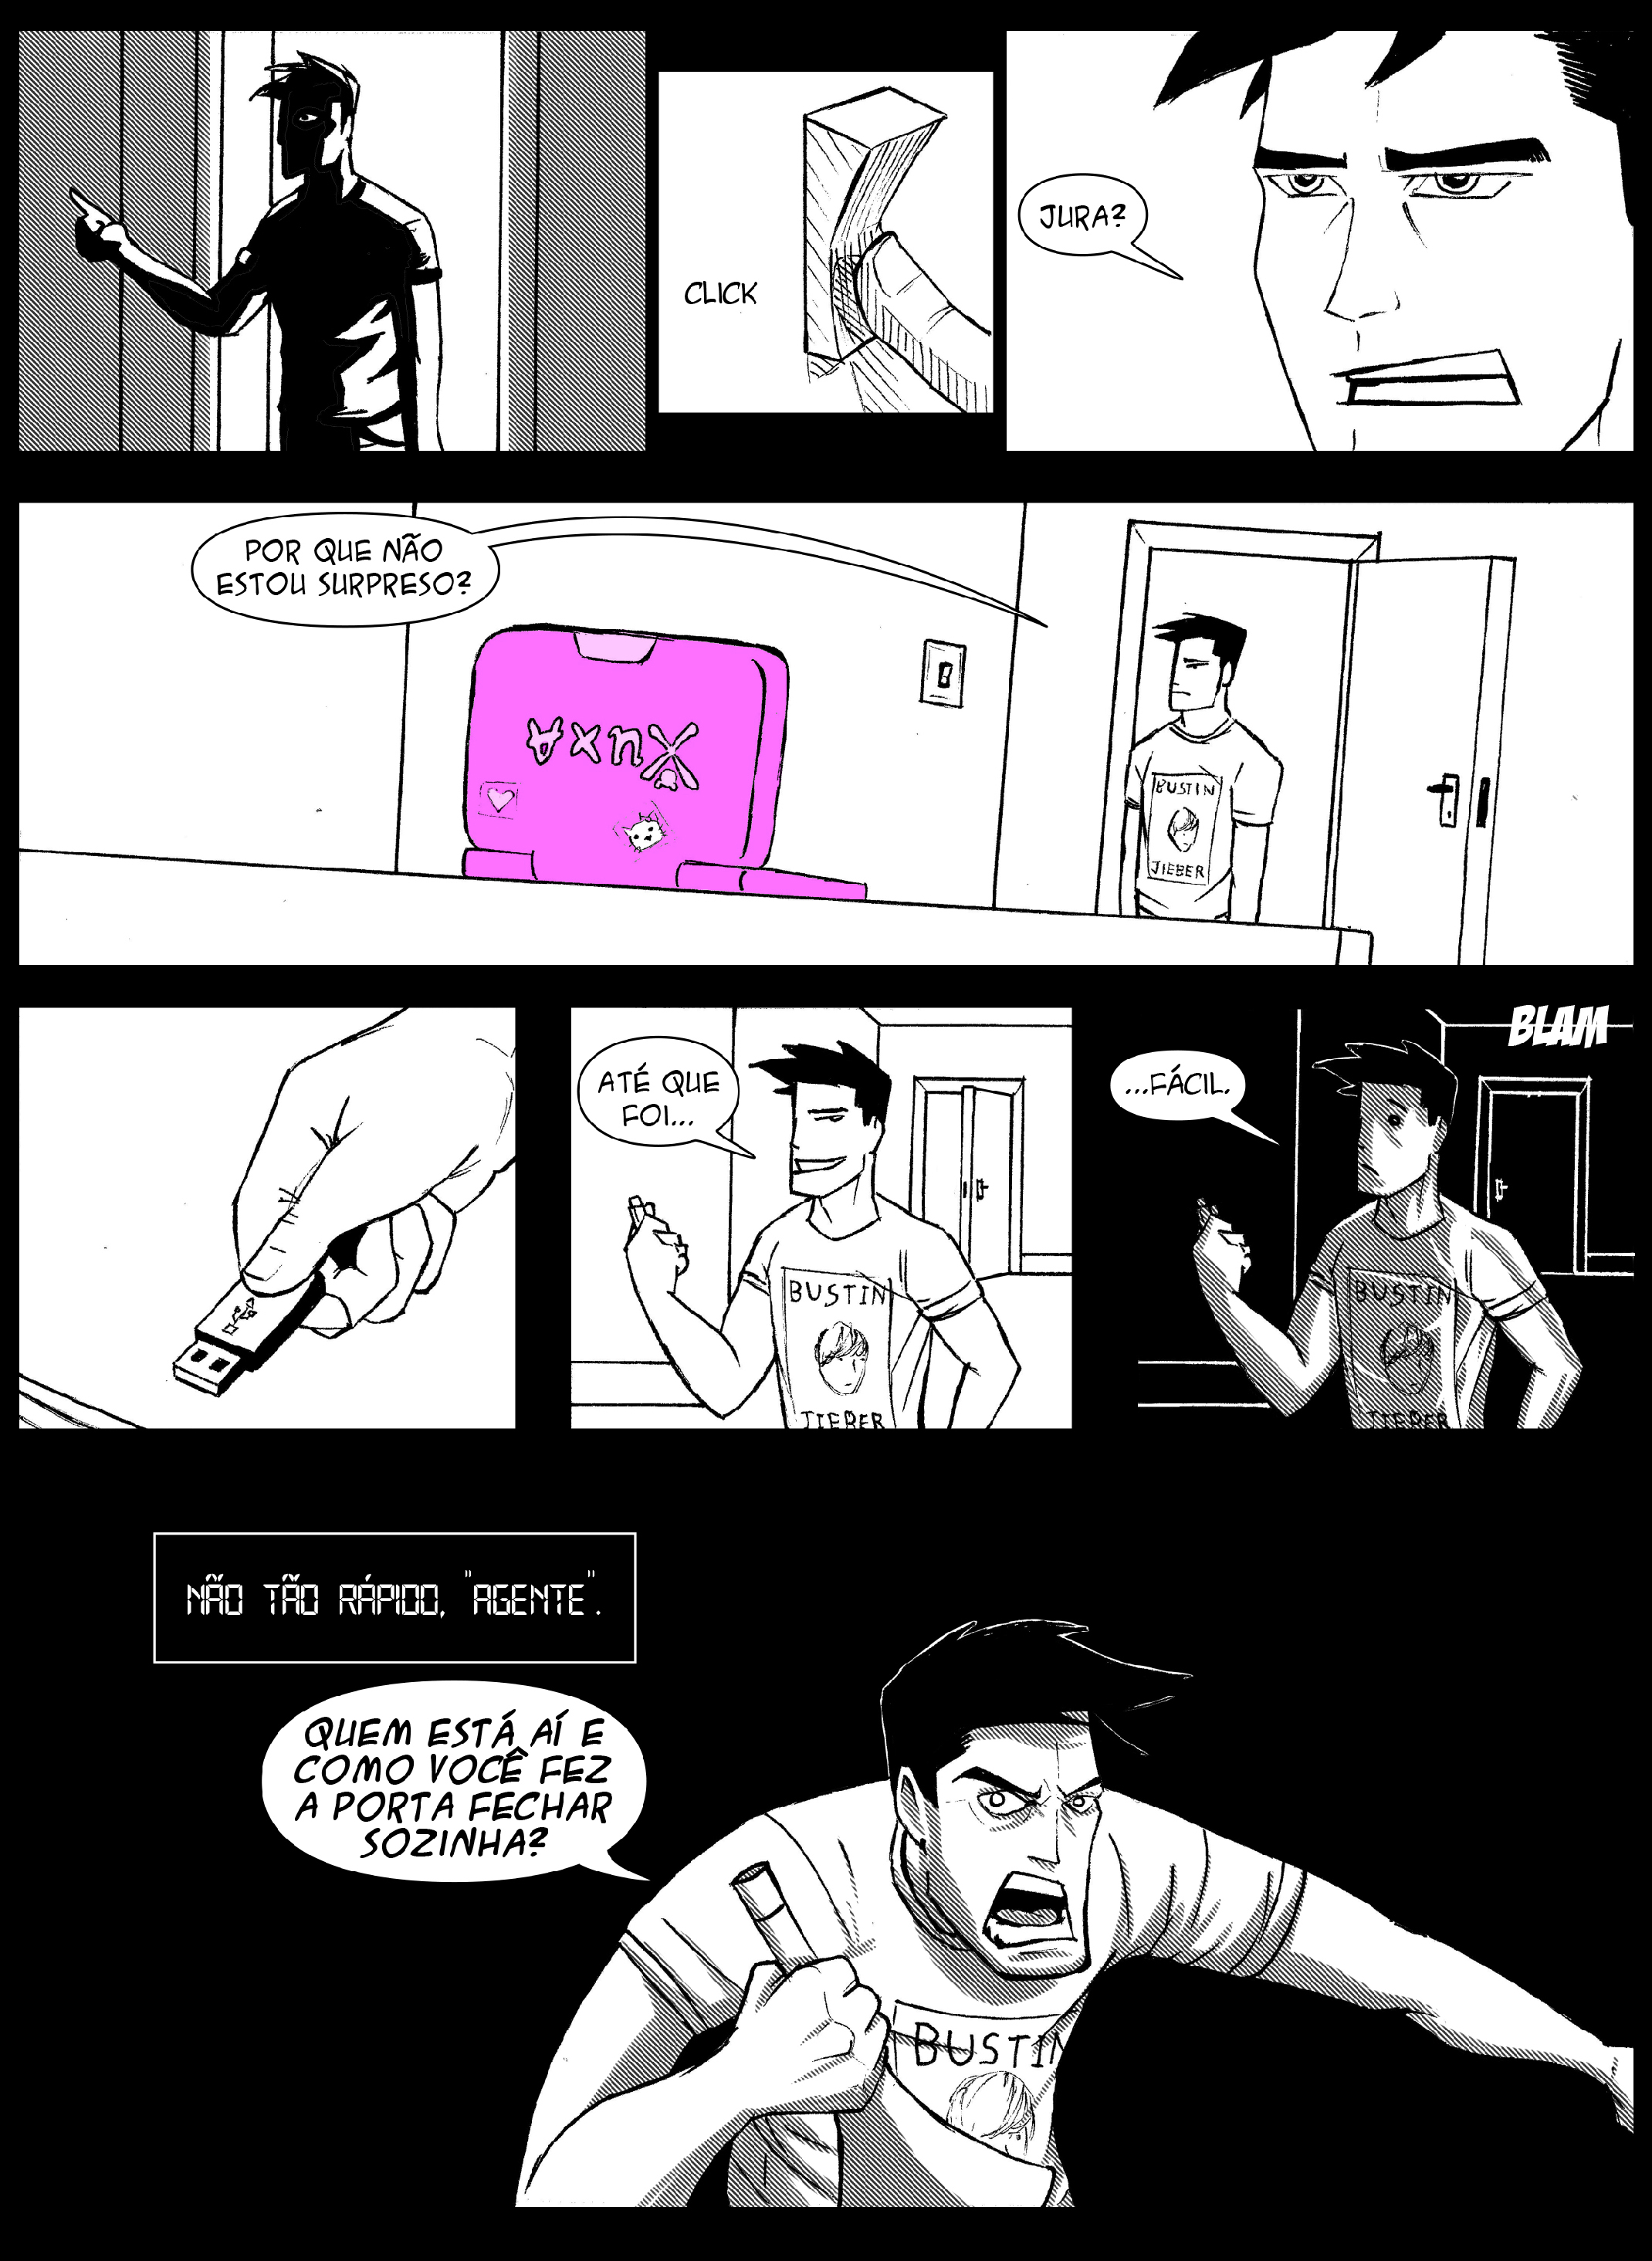 CLICK
JURA?
POR QUE NÃO
ESTOU SURPRESO?
BUSTIN
JIEBER
ATÉ QUE
FOI...
BUSTIN
JIEBER
BLAM
...FÁCIL.
BUSTIN
JIEBER
NÃO TÃO RÁPIDO, "AGENTE".
QUEM ESTÁ AÍ E
COMO VOCÊ FEZ
A PORTA FECHAR
SOZINHA?
BUSTIN